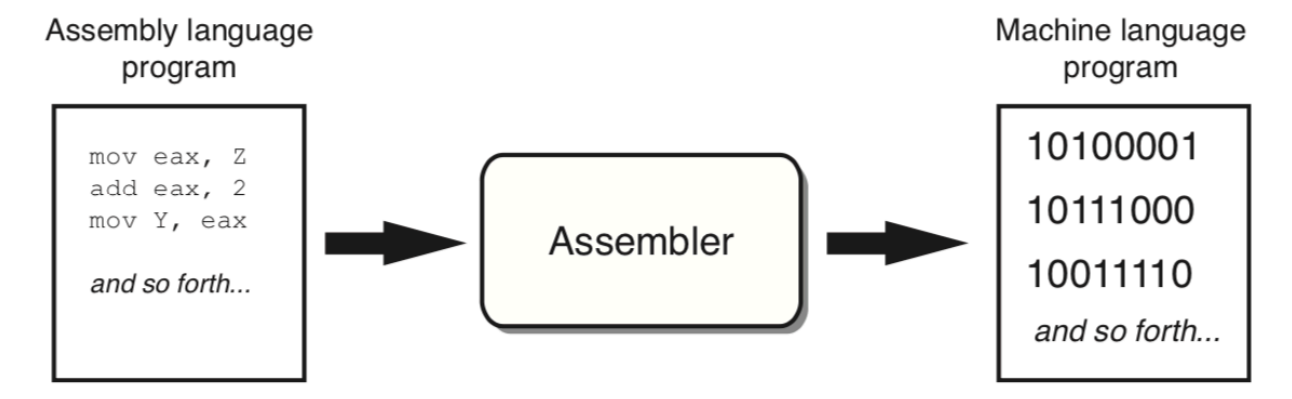 Assembly language
program
mov eax, Z
add eax, 2
mov Y, eax
and so forth...
Assembler
Machine language
program
10100001
10111000
10011110
and so forth...